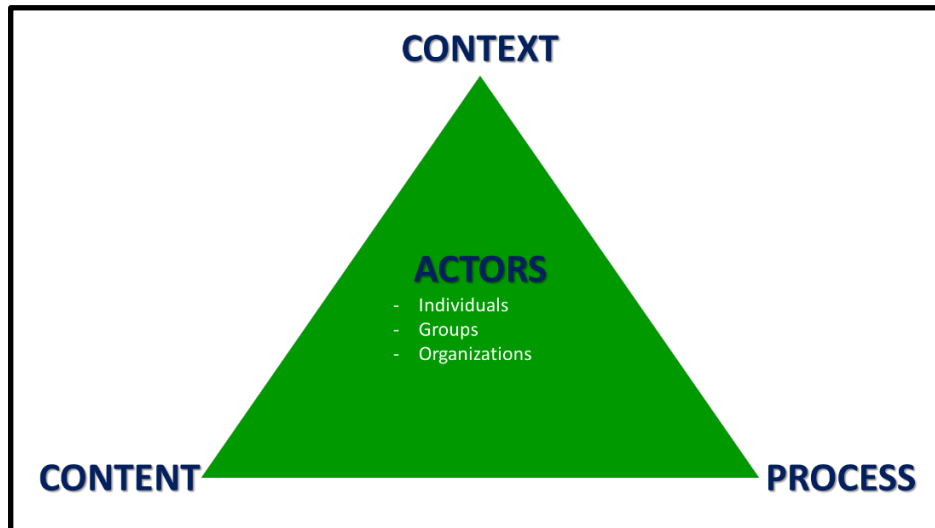 CONTEXT
ACTORS
- Individuals
- Groups
- Organizations
CONTENT
PROCESS